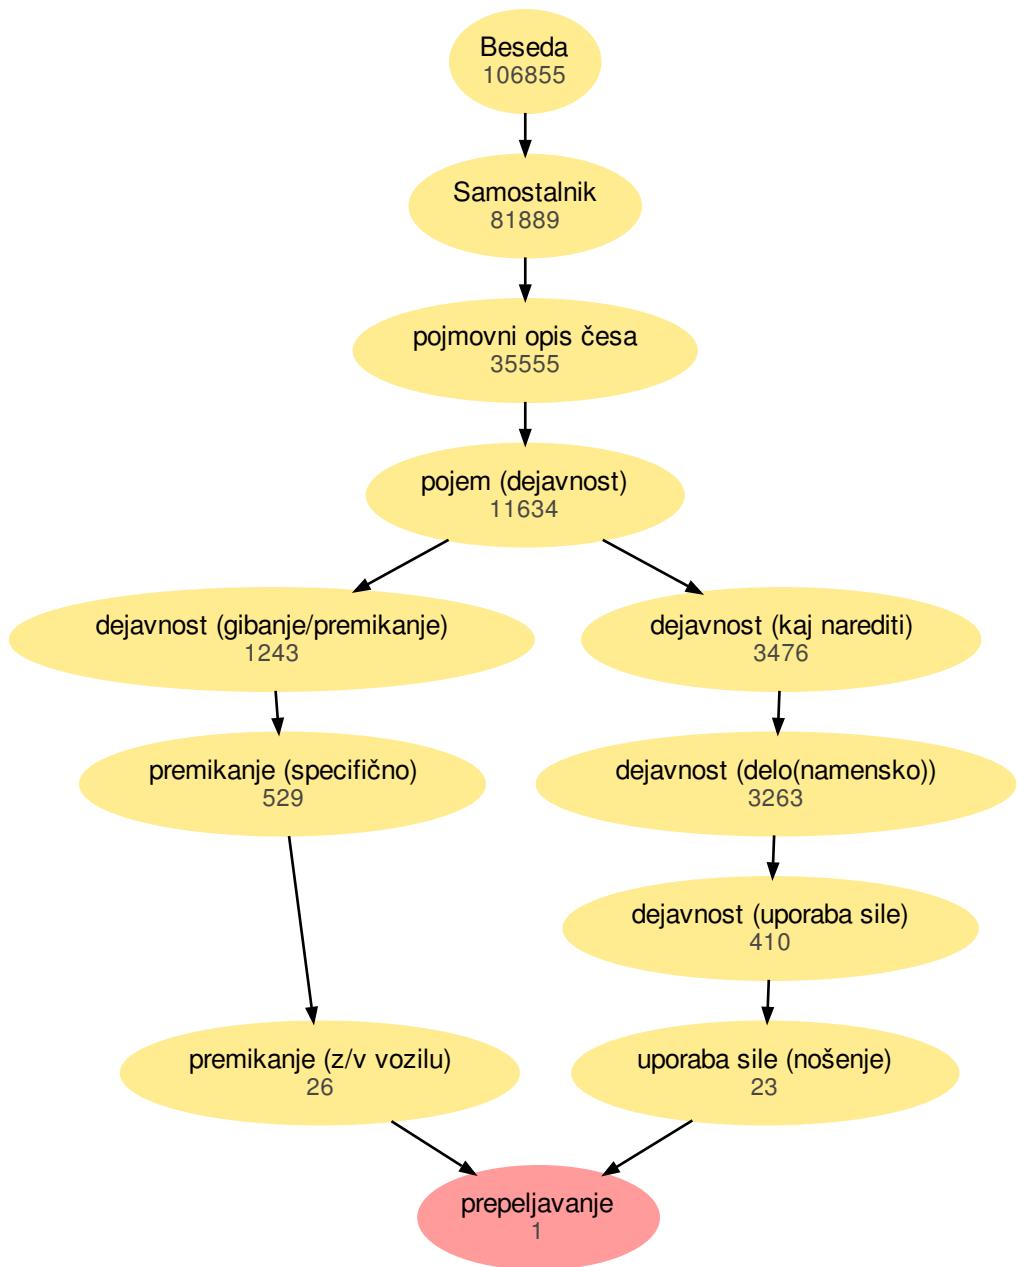 Beseda
106855
Samostalnik
81889
pojmovni opis česa
35555
pojem (dejavnost)
11634
dejavnost (gibanje/premikanje)
1243
dejavnost (kaj narediti)
3476
premikanje (specifično)
529
dejavnost (delo(namensko))
3263
dejavnost (uporaba sile)
410
premikanje (z/v vozilu)
26
uporaba sile (nošenje)
23
prepeljavanje
1